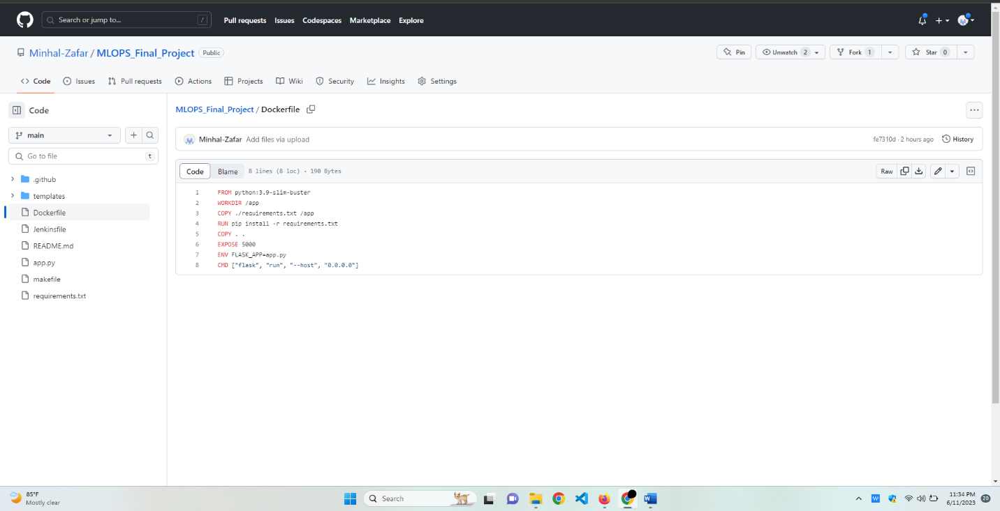 Search or jump to... /
Pull requests Issues Codespaces Marketplace Explore
Minhal-Zafar / MLOPS_Final_Project Public
Pin Unwatch 2 Fork 1 Star 0
Code Issues Pull requests Actions Projects Wiki Security Insights Settings
Code
main
Go to file t
.github
templates
Dockerfile
Jenkinsfile
README.md
app.py
makefile
requirements.txt
MLOPS_Final_Project / Dockerfile
Minhal-Zafar Add files via upload fe7310d · 2 hours ago History
Code Blame 8 lines (8 loc) · 190 Bytes Raw
1 FROM python:3.9-slim-buster
2 WORKDIR /app
3 COPY ./requirements.txt /app
4 RUN pip install -r requirements.txt
5 COPY . .
6 EXPOSE 5000
7 ENV FLASK_APP=app.py
8 CMD ["flask", "run", "--host", "0.0.0.0"]
85°F
Mostly clear
Search
11:34 PM
6/11/2023
20